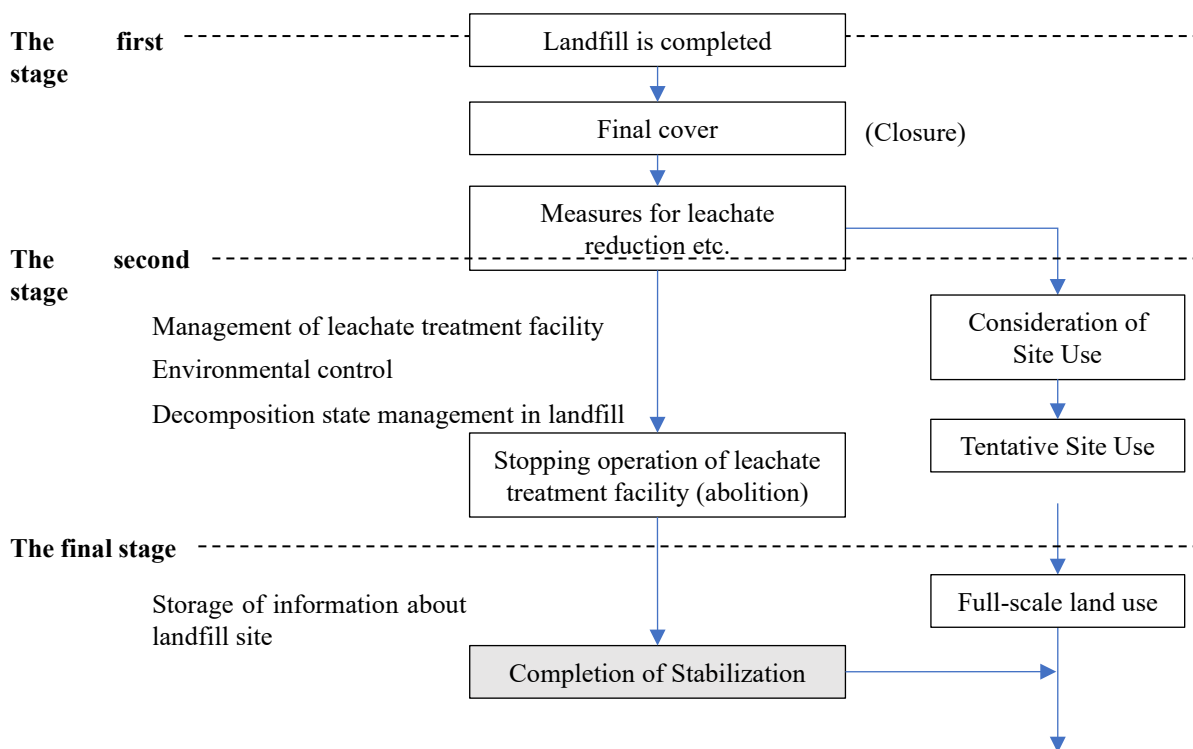 The first
stage
Landfill is completed
Final cover
(Closure)
Measures for leachate
reduction etc.
The second
stage
Management of leachate treatment facility
Environmental control
Decomposition state management in landfill
Consideration of
Site Use
Tentative Site Use
Stopping operation of leachate
treatment facility (abolition)
The final stage
Storage of information about
landfill site
Full-scale land use
Completion of Stabilization